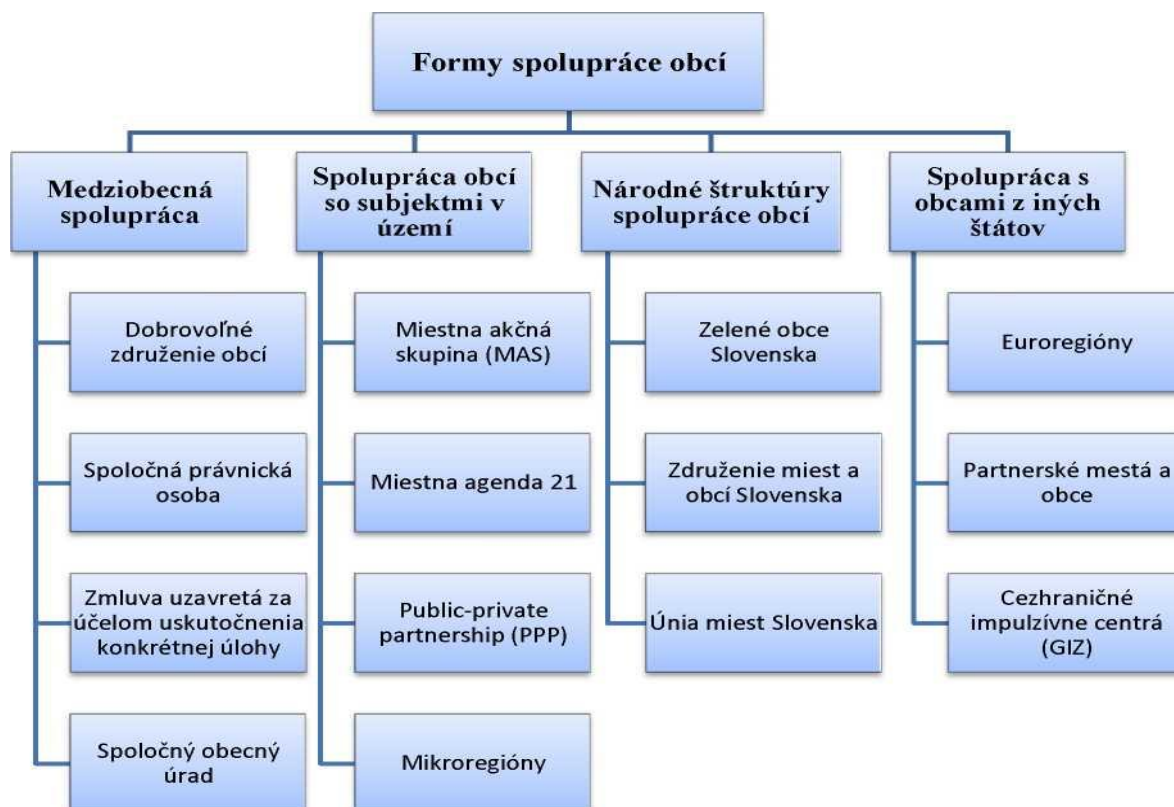 Formy spolupráce obcí
Medziobecná
spolupráca
Dobrovoľné
združenie obcí
Spoločná právnická
osoba
Zmluva uzavretá za
účelom uskutočnenia
konkrétnej úlohy
Spoločný obecný
úrad
Spolupráca obcí
so subjektmi v
území
Miestna akčná
skupina (MAS)
Miestna agenda 21
Public-private
partnership (PPP)
Mikroregióny
Národné štruktúry
spolupráce obcí
Zelené obce
Slovenska
Združenie miest a
obcí Slovenska
Únia miest Slovenska
Spolupráca s
obcami z iných
štátov
Euroregióny
Partnerské mestá a
obce
Cezhraničné
impulzívne centrá
(GIZ)